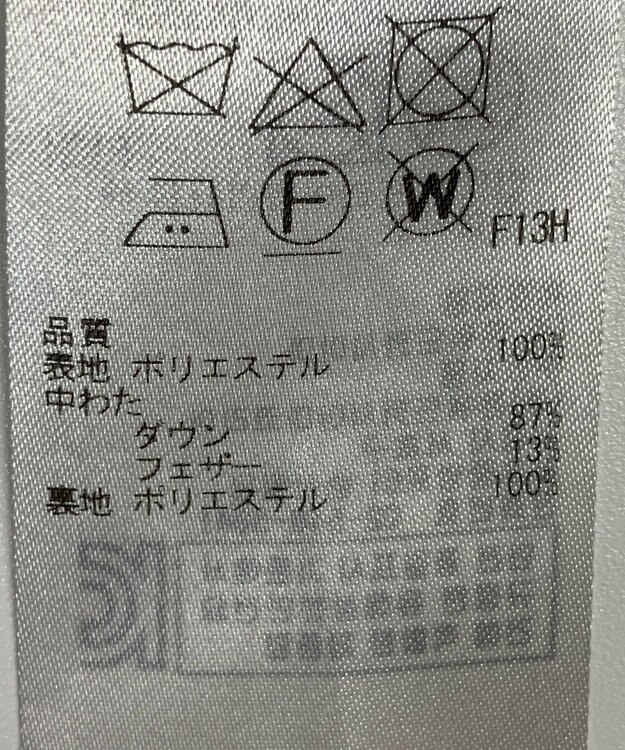 F W F13H
品質
表地 ポリエステル 100%
中わた
ダウン 87%
フェザー 13%
裏地 ポリエステル 100%